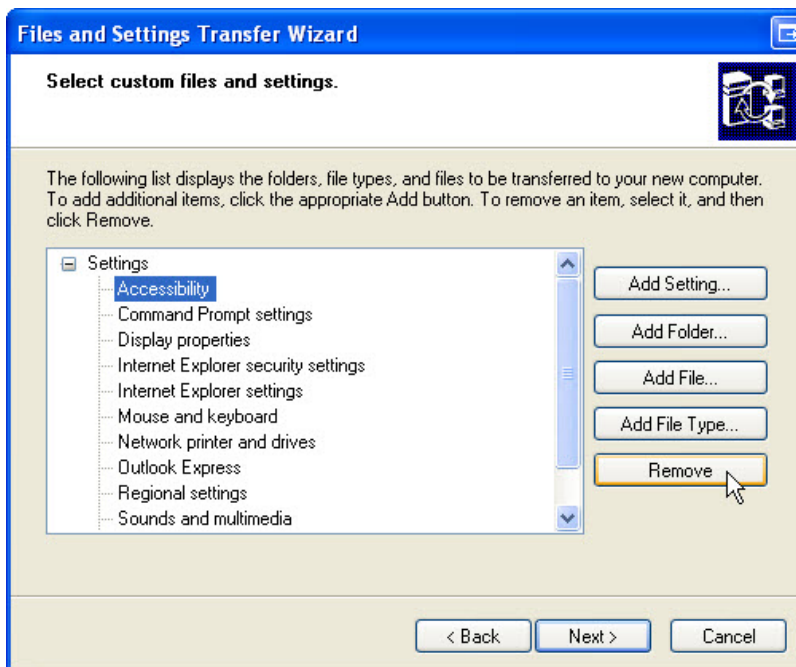 Files and Settings Transfer Wizard
Select custom files and settings.
The following list displays the folders, file types, and files to be transferred to your new computer.
To add additional items, click the appropriate Add button. To remove an item, select it, and then
click Remove.
Settings
Accessibility
Command Prompt settings
Display properties
Internet Explorer security settings
Internet Explorer settings
Mouse and keyboard
Network printer and drives
Outlook Express
Regional settings
Sounds and multimedia
Add Setting...
Add Folder...
Add File...
Add File Type...
Remove
< Back
Next >
Cancel